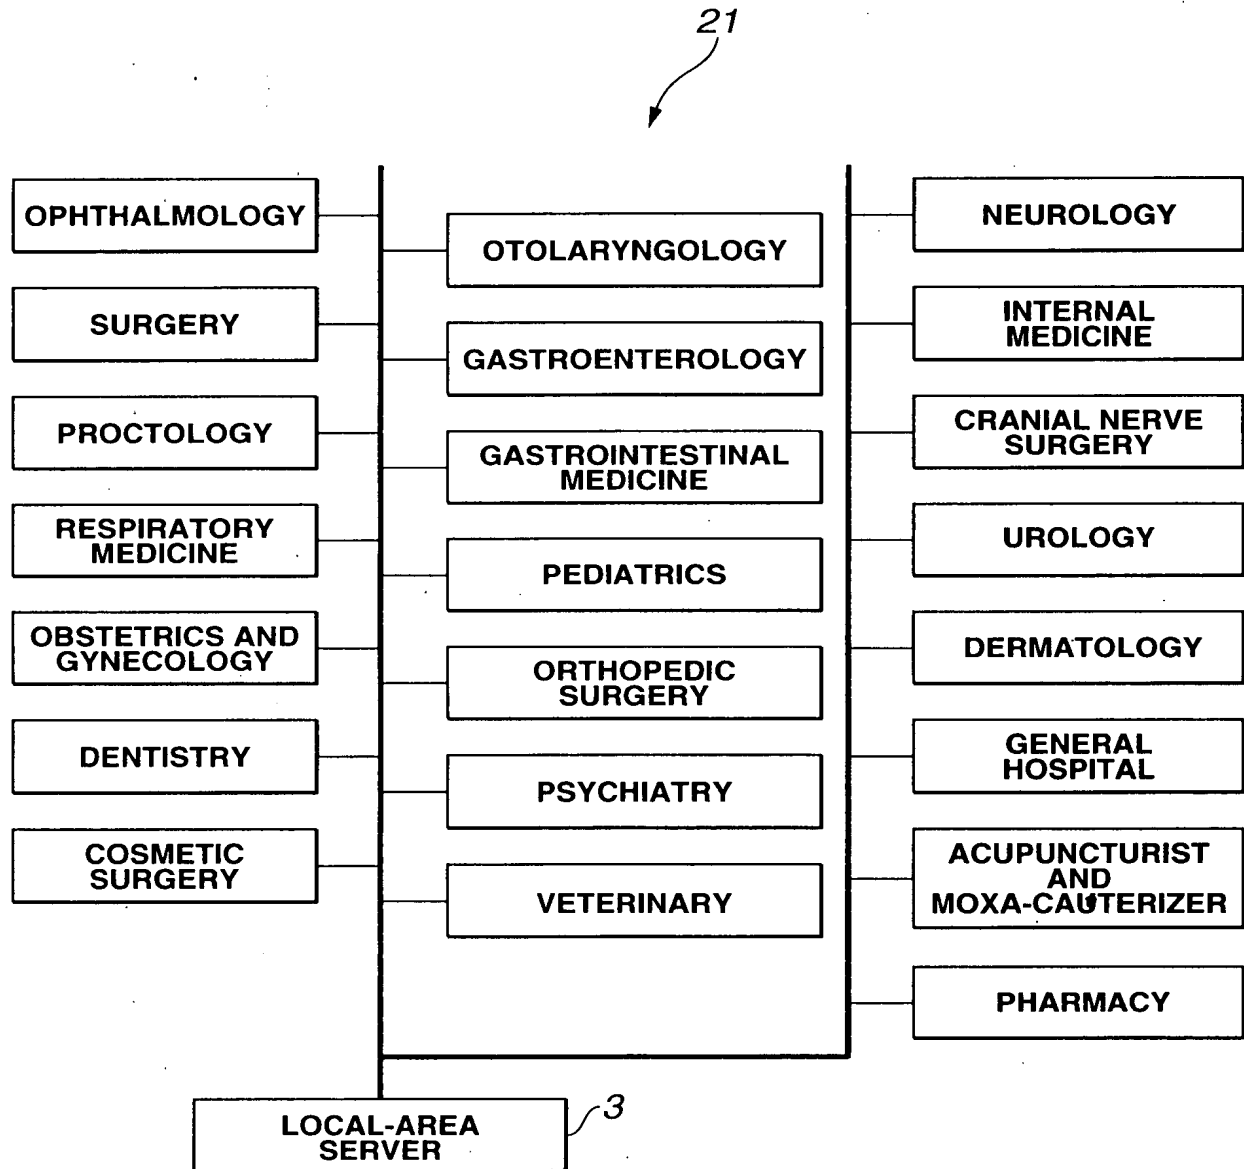 21
OPHTHALMOLOGY
SURGERY
PROCTOLOGY
RESPIRATORY
MEDICINE
OBSTETRICS AND
GYNECOLOGY
DENTISTRY
COSMETIC
SURGERY
OTOLARYNGOLOGY
GASTROENTEROLOGY
GASTROINTESTINAL
MEDICINE
PEDIATRICS
ORTHOPEDIC
SURGERY
PSYCHIATRY
VETERINARY
NEUROLOGY
INTERNAL
MEDICINE
CRANIAL NERVE
SURGERY
UROLOGY
DERMATOLOGY
GENERAL
HOSPITAL
ACUPUNCTURIST
AND
MOXA-CAUTERIZER
PHARMACY
LOCAL-AREA
SERVER
3